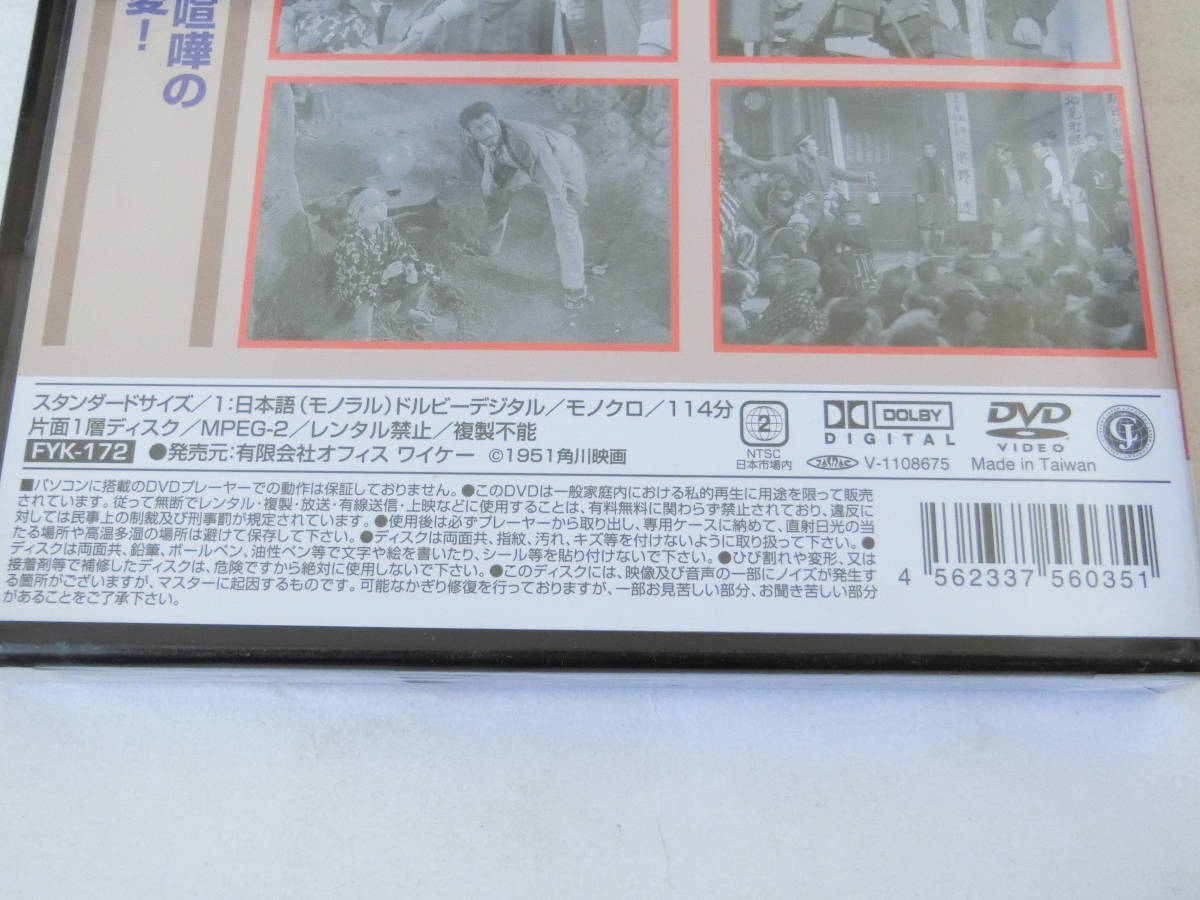 喧嘩の
愛!
水野
スタンダードサイズ/1:日本語(モノラル)ドルビーデジタル/モノクロ/114分
片面1層ディスク/MPEG-2/レンタル禁止/複製不能
FYK-172 ●発売元:有限会社オフィス ワイケー ©1951角川映画
2
NTSC
日本市場内
DOLBY
DIGITAL
V-1108675
DVD
VIDEO
Made in Taiwan
■パソコンに搭載のDVDプレーヤーでの動作は保証しておりません。●このDVDは一般家庭内における私的再生に用途を限って販売
されています。従って無断でレンタル・複製・放送・有線送信・上映などに使用することは、有料無料に関わらず禁止されており、違反に
対しては民事上の制裁及び刑事罰が規定されています。●使用後は必ずプレーヤーから取り出し、専用ケースに納めて、直射日光の当
たる場所や高温多湿の場所は避けて保存して下さい。●ディスクは両面共、指紋、汚れ、キズ等を付けないように取り扱って下さい。●
ディスクは両面共、鉛筆、ボールペン、油性ペン等で文字や絵を書いたり、シール等を貼り付けないで下さい。●ひび割れや変形、又は
接着剤等で補修したディスクは、危険ですから絶対に使用しないで下さい。●このディスクには、映像及び音声の一部にノイズが発生す
る箇所がございますが、マスターに起因するものです。可能なかぎり修復を行っておりますが、一部お見苦しい部分、お聞き苦しい部分
があることをご了承下さい。
4 562337 560351